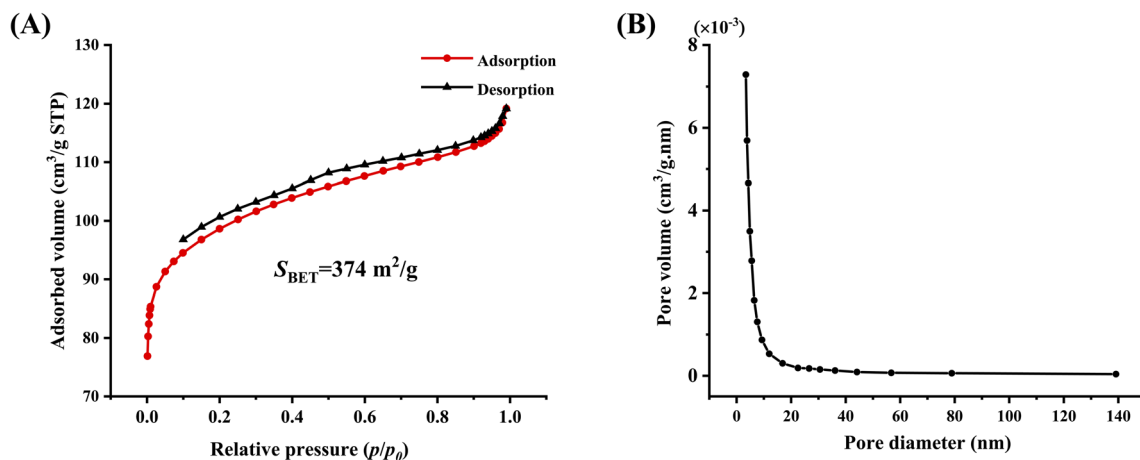 (A)
130
120
110
100
90
80
70
Adsorbed volume (cm³/g STP)
Adsorption
Desorption
S_BET=374 m²/g
0.0 0.2 0.4 0.6 0.8 1.0
Relative pressure (p/p₀)
(B)
(×10⁻³)
8
6
4
2
0
Pore volume (cm³/g.nm)
0 20 40 60 80 100 120 140
Pore diameter (nm)